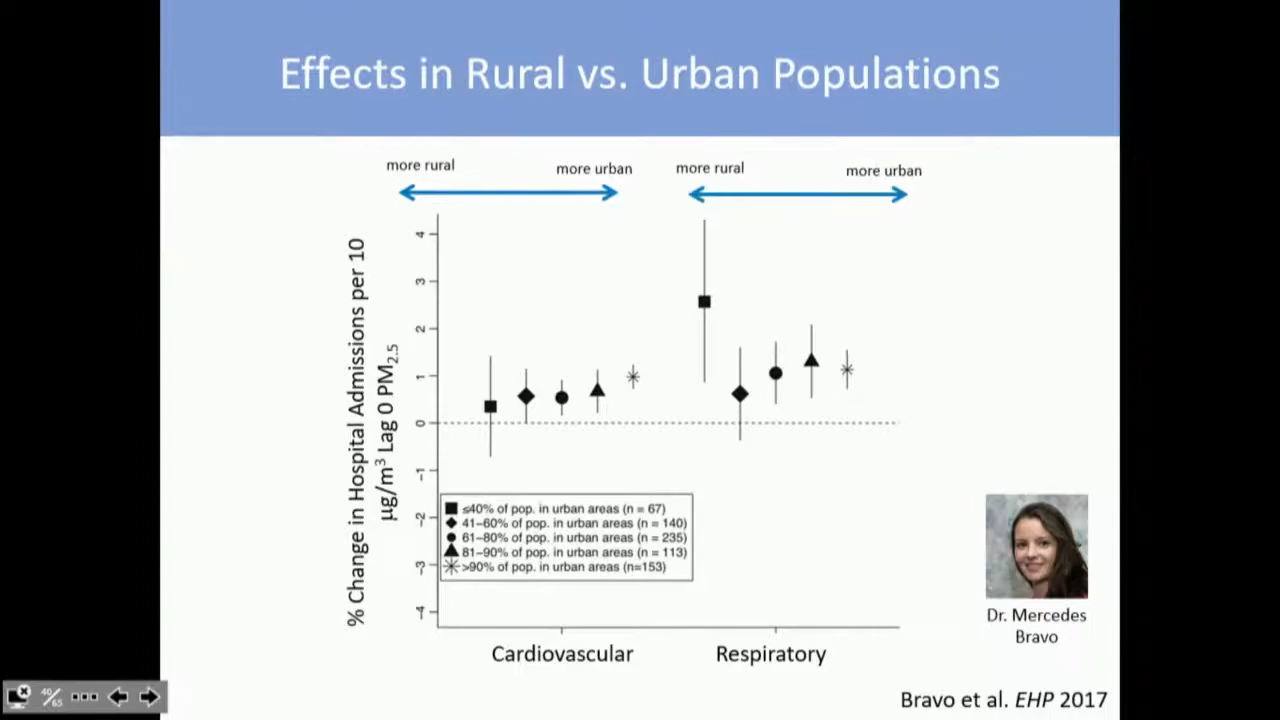 Effects in Rural vs. Urban Populations
more rural
more urban
more rural
more urban
% Change in Hospital Admissions per 10
µg/m³ Lag 0 PM₂.₅
4
3
2
1
0
-1
-2
-3
-4
≤40% of pop. in urban areas (n = 67)
41–60% of pop. in urban areas (n = 140)
61–80% of pop. in urban areas (n = 235)
81–90% of pop. in urban areas (n = 113)
>90% of pop. in urban areas (n=153)
Cardiovascular
Respiratory
Dr. Mercedes
Bravo
Bravo et al. EHP 2017
40/65